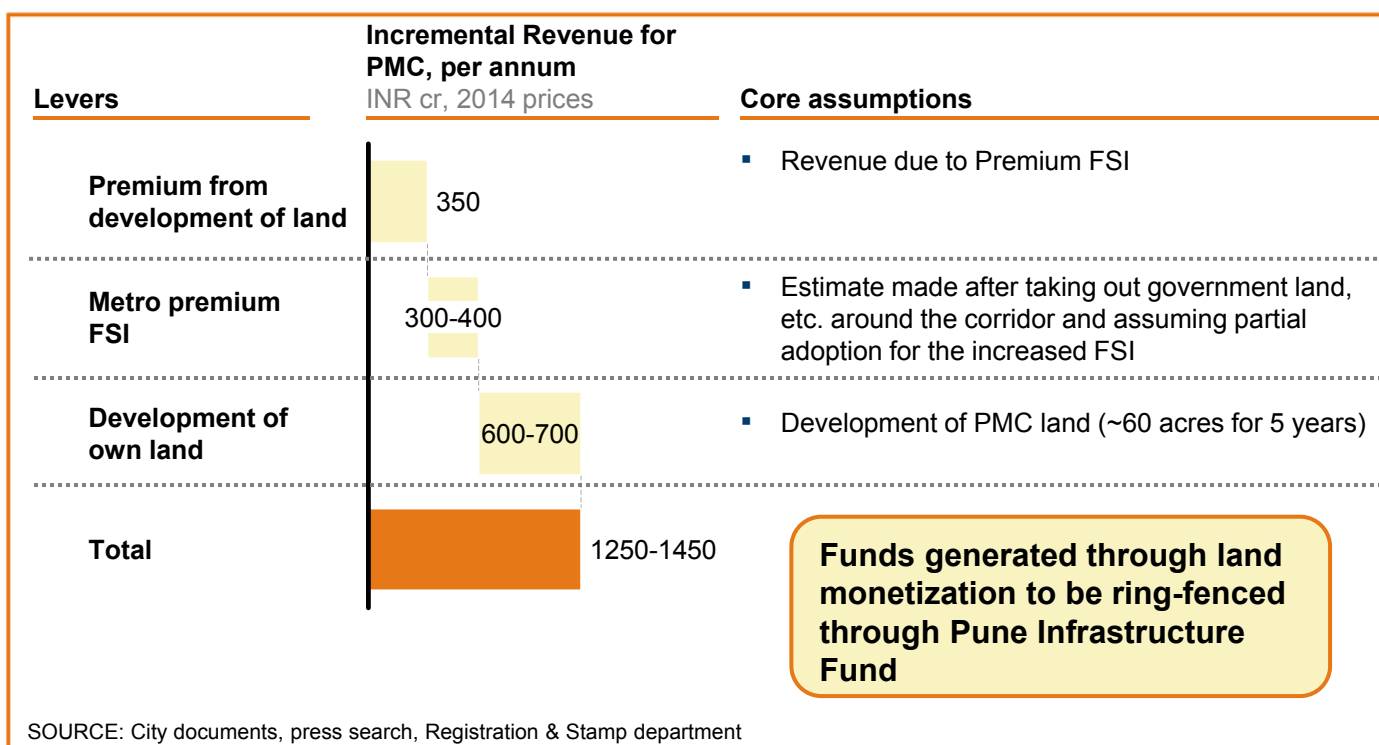 Levers
Incremental Revenue for
PMC, per annum
INR cr, 2014 prices
Core assumptions
Premium from
development of land
350
▪ Revenue due to Premium FSI
Metro premium
FSI
300-400
▪ Estimate made after taking out government land,
etc. around the corridor and assuming partial
adoption for the increased FSI
Development of
own land
600-700
▪ Development of PMC land (~60 acres for 5 years)
Total
1250-1450
Funds generated through land
monetization to be ring-fenced
through Pune Infrastructure
Fund
SOURCE: City documents, press search, Registration & Stamp department